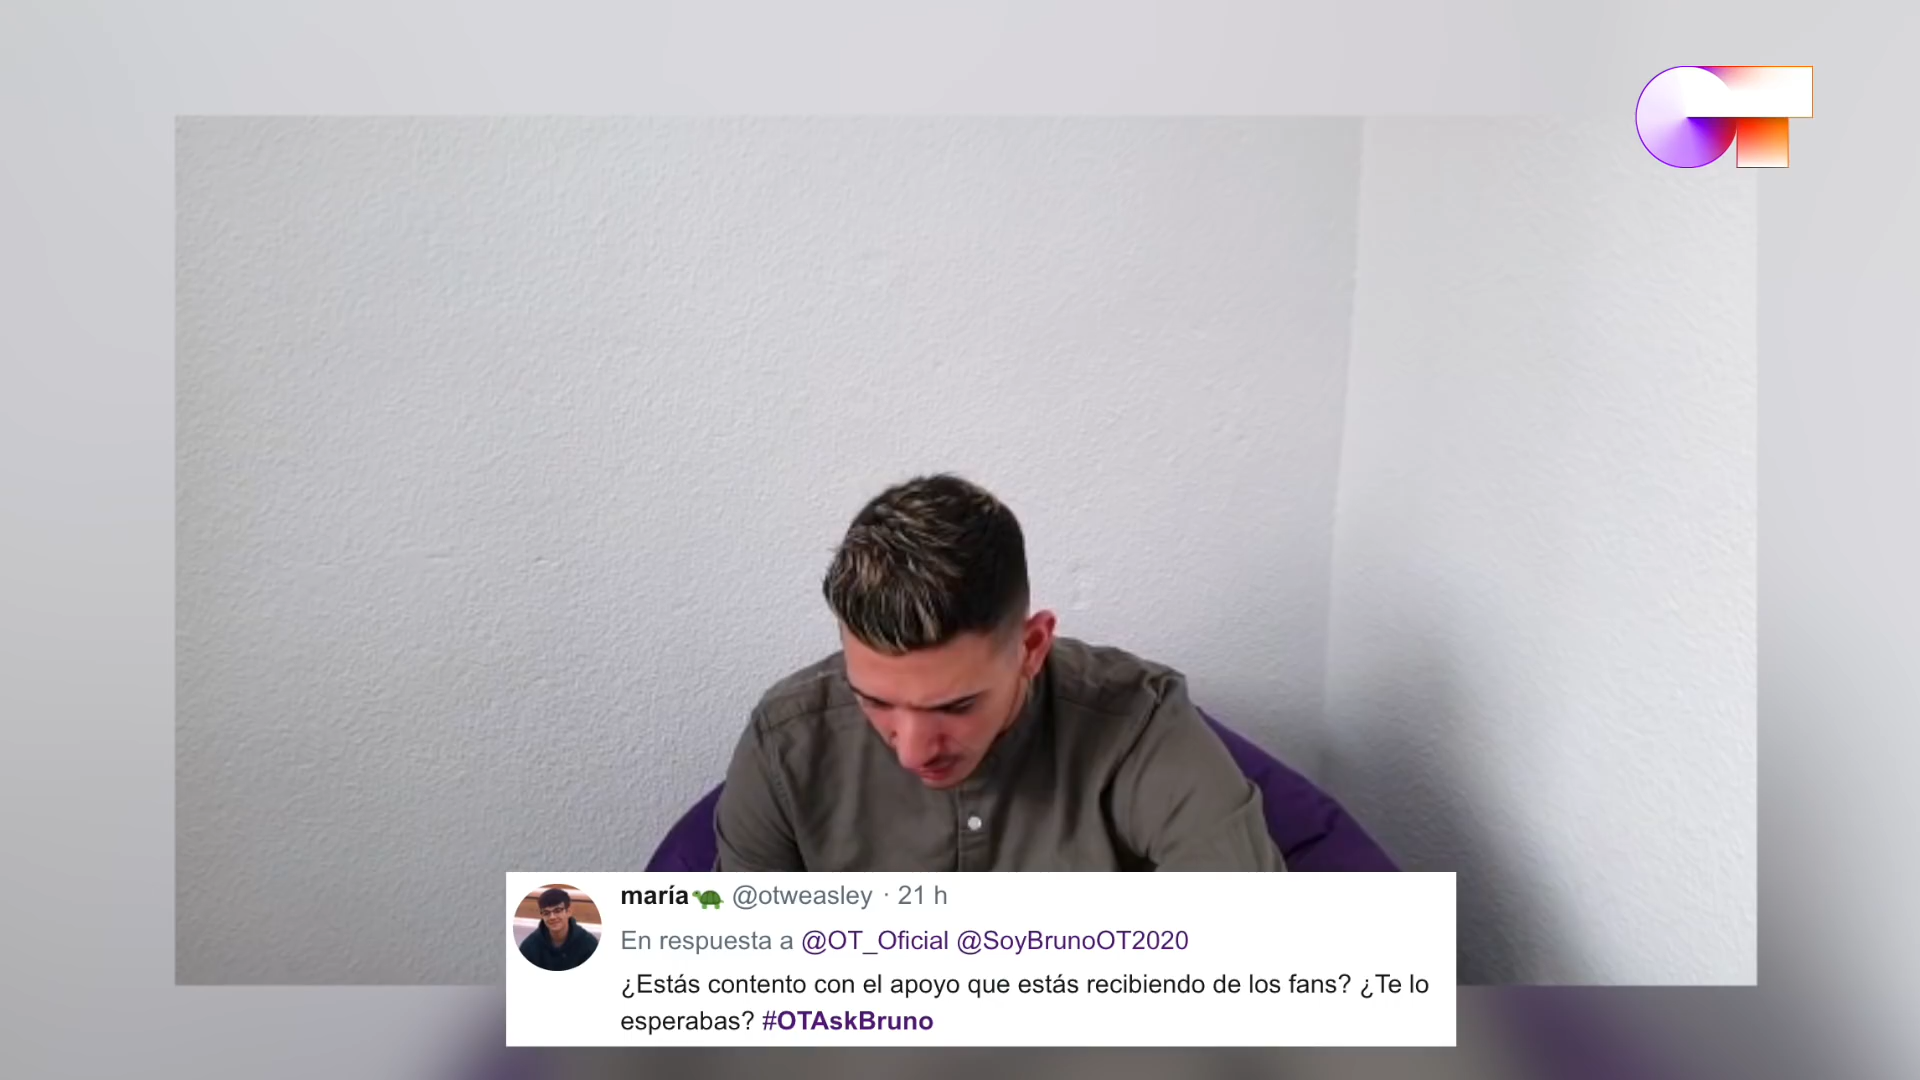 OT
maría🐢 @otweasley · 21 h
En respuesta a @OT_Oficial @SoyBrunoOT2020
¿Estás contento con el apoyo que estás recibiendo de los fans? ¿Te lo
esperabas? #OTAskBruno